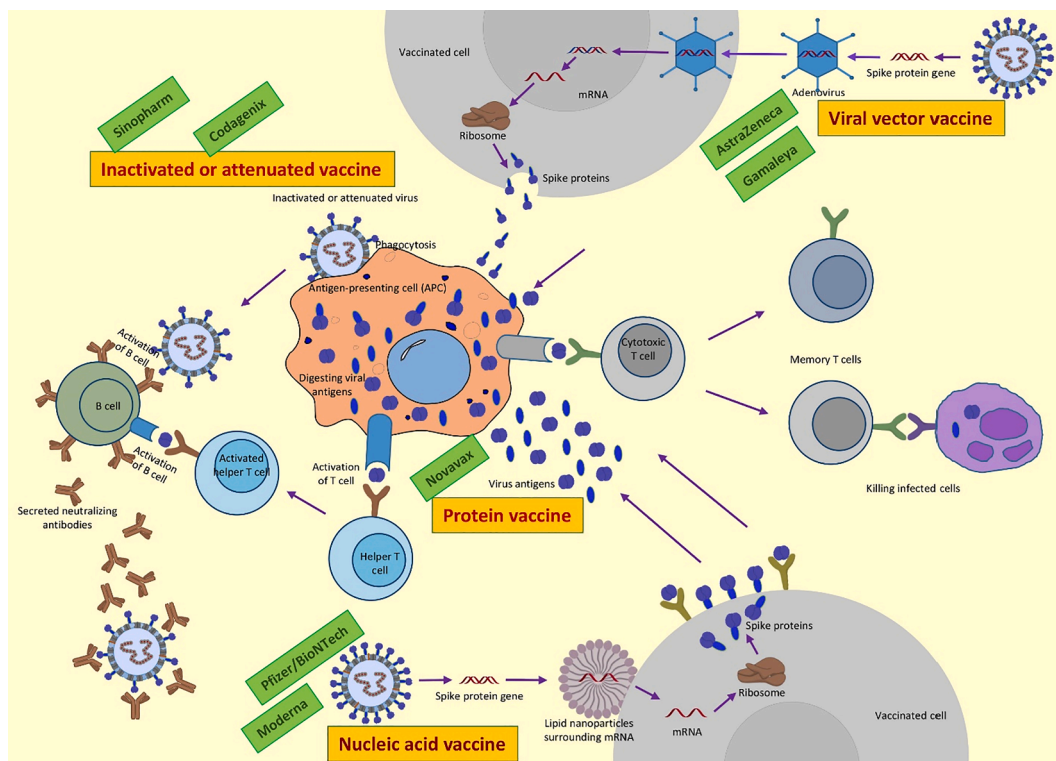 Vaccinated cell
mRNA
Ribosome
Spike proteins
Adenovirus
Spike protein gene
Viral vector vaccine
AstraZeneca
Gamaleya
Sinopharm
Codagenix
Inactivated or attenuated vaccine
Inactivated or attenuated virus
Phagocytosis
Antigen-presenting cell (APC)
Digesting viral
antigens
Activation
of B cell
B cell
Activation
of B cell
Activated
helper T cell
Activation
of T cell
Helper T
cell
Secreted neutralizing
antibodies
Cytotoxic
T cell
Memory T cells
Killing infected cells
Novavax
Virus antigens
Protein vaccine
Pfizer/BioNTech
Moderna
Nucleic acid vaccine
Spike protein gene
Lipid nanoparticles
surrounding mRNA
mRNA
Ribosome
Spike proteins
Vaccinated cell